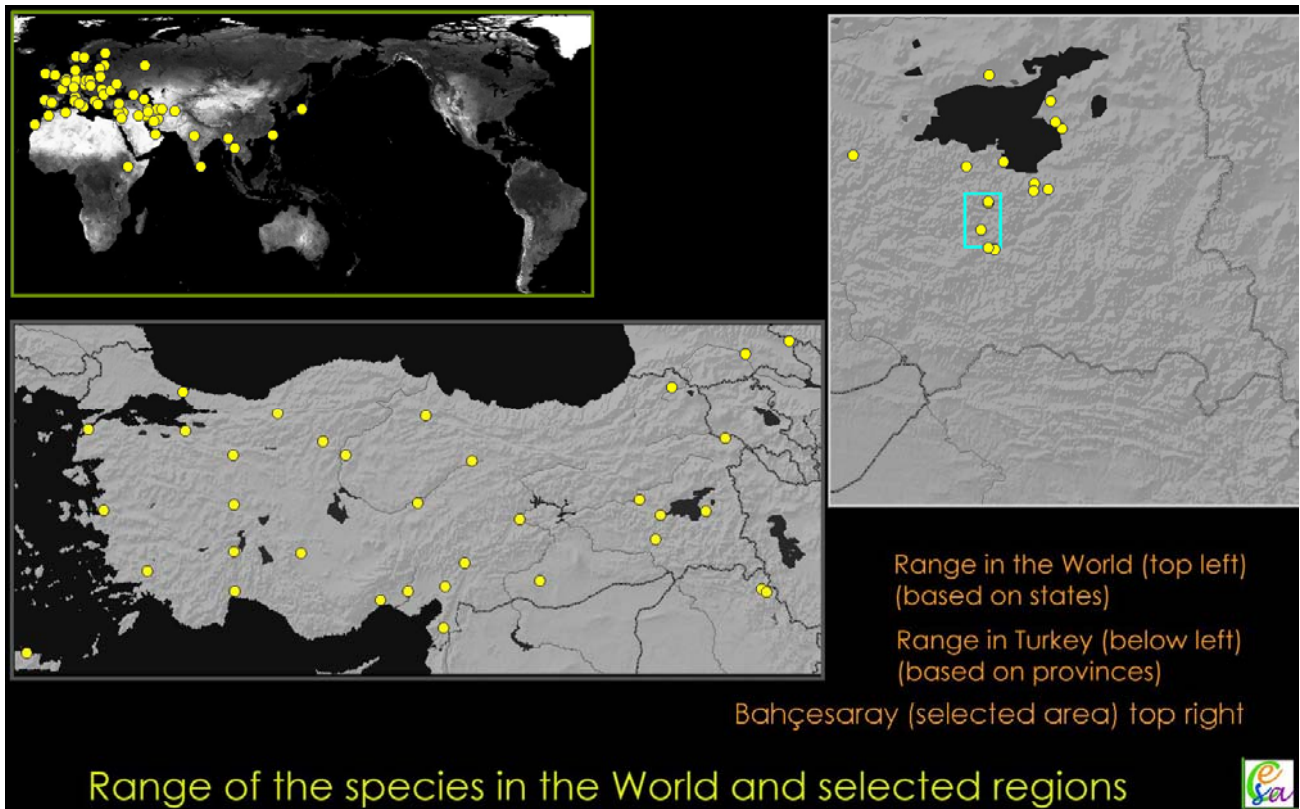 Range in the World (top left)
(based on states)
Range in Turkey (below left)
(based on provinces)
Bahçesaray (selected area) top right
Range of the species in the World and selected regions
esa